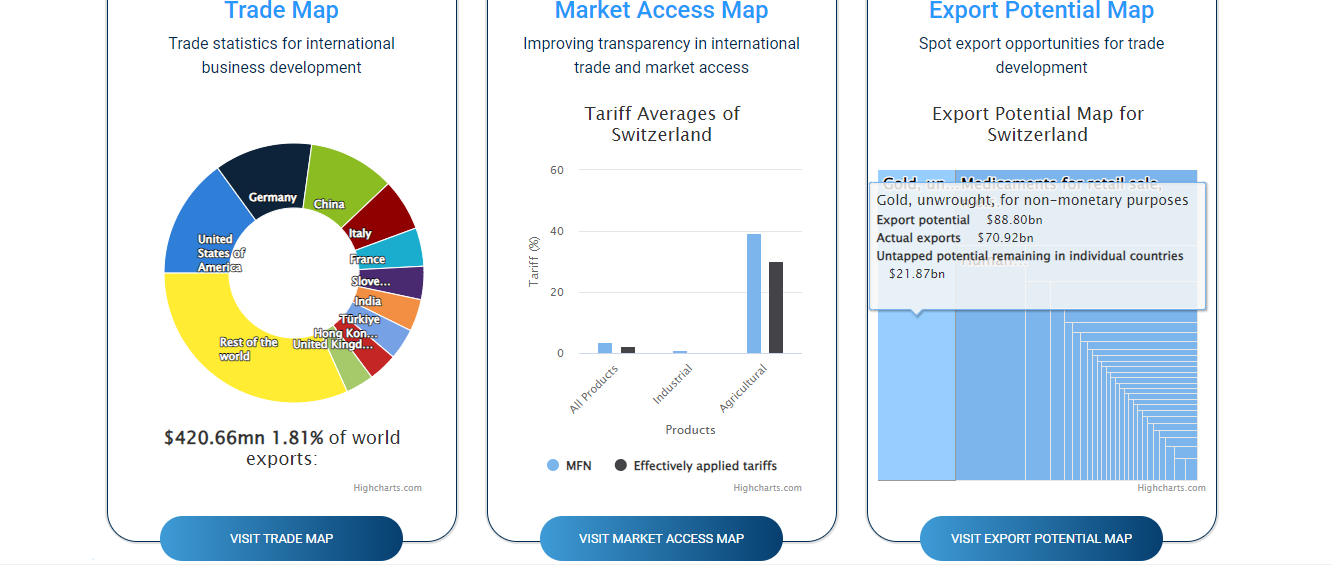 Trade Map
Trade statistics for international
business development
Germany
China
Italy
France
Slove...
India
Türkiye
Hong Kon...
United Kingd...
Rest of the
world
United
States of
America
$420.66mn 1.81% of world
exports:
Highcharts.com
VISIT TRADE MAP
Market Access Map
Improving transparency in international
trade and market access
Tariff Averages of
Switzerland
Tariff (%)
60
40
20
0
All Products
Industrial
Agricultural
Products
MFN
Effectively applied tariffs
Highcharts.com
VISIT MARKET ACCESS MAP
Export Potential Map
Spot export opportunities for trade
development
Export Potential Map for
Switzerland
Gold, un... Medicaments for retail sale,
Gold, unwrought, for non-monetary purposes
Export potential $88.80bn
Actual exports $70.92bn
Untapped potential remaining in individual countries
$21.87bn
Highcharts.com
VISIT EXPORT POTENTIAL MAP